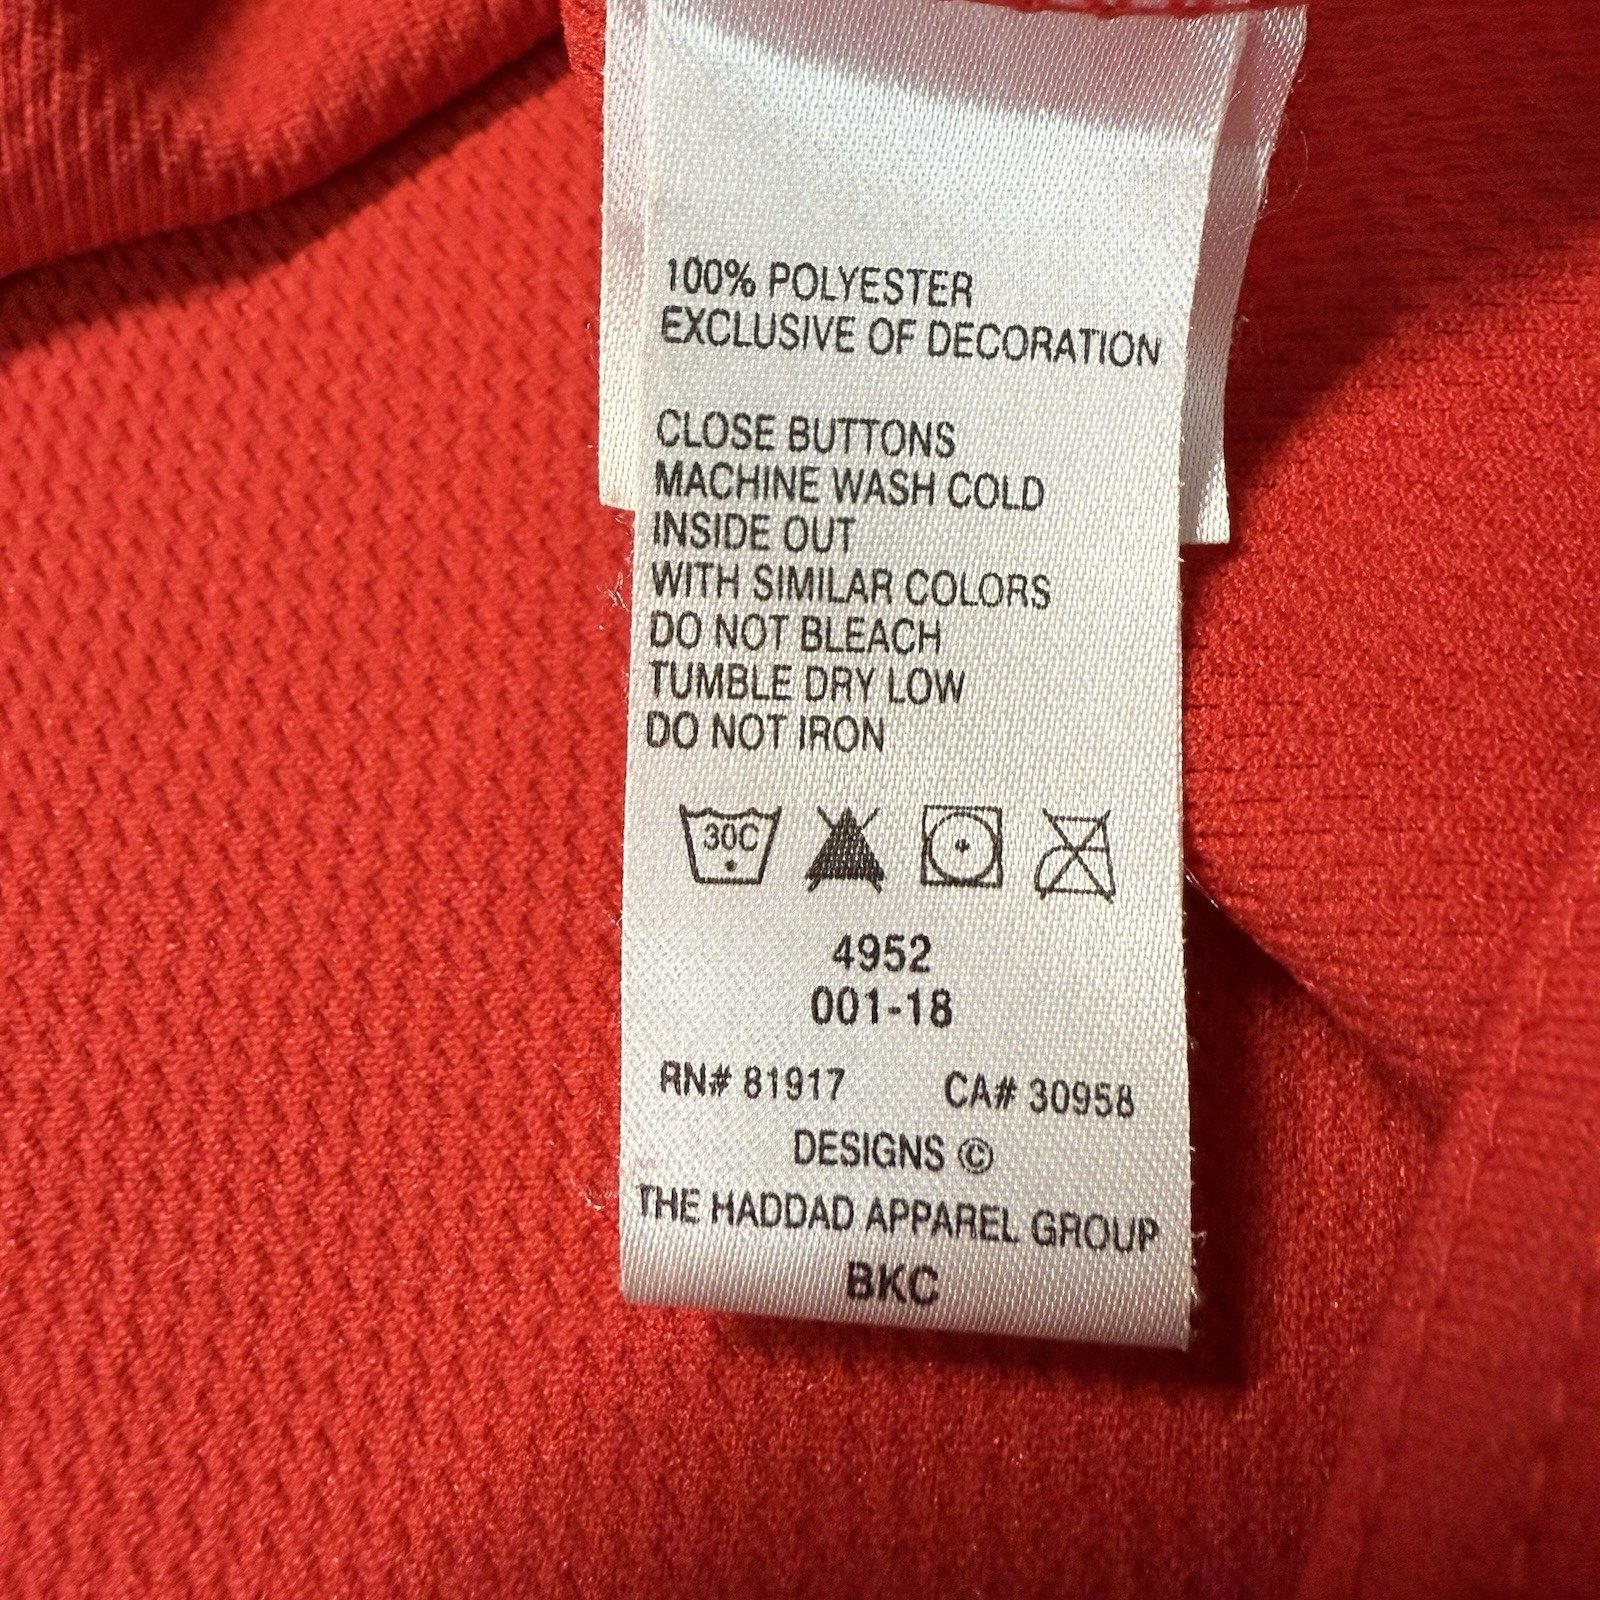 100% POLYESTER
EXCLUSIVE OF DECORATION
CLOSE BUTTONS
MACHINE WASH COLD
INSIDE OUT
WITH SIMILAR COLORS
DO NOT BLEACH
TUMBLE DRY LOW
DO NOT IRON
30C
4952
001-18
RN# 81917 CA# 30958
DESIGNS ©
THE HADDAD APPAREL GROUP
BKC